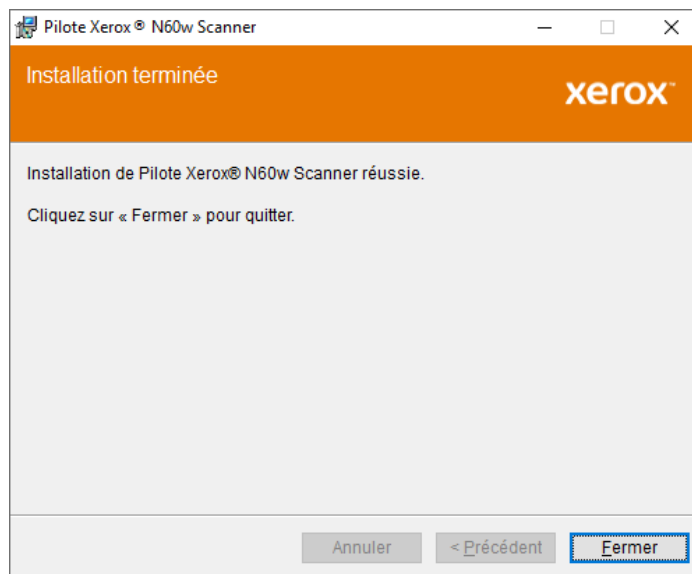 Pilote Xerox ® N60w Scanner
Installation terminée
xerox™
Installation de Pilote Xerox® N60w Scanner réussie.
Cliquez sur « Fermer » pour quitter.
Annuler
< Précédent
Fermer